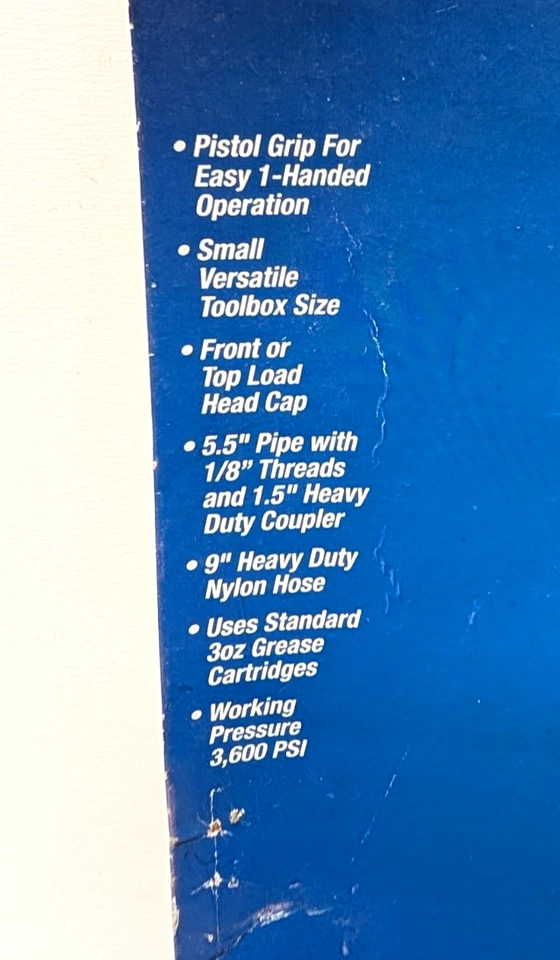 • Pistol Grip For
Easy 1-Handed
Operation
• Small
Versatile
Toolbox Size
• Front or
Top Load
Head Cap
• 5.5" Pipe with
1/8” Threads
and 1.5" Heavy
Duty Coupler
• 9" Heavy Duty
Nylon Hose
• Uses Standard
3oz Grease
Cartridges
• Working
Pressure
3,600 PSI